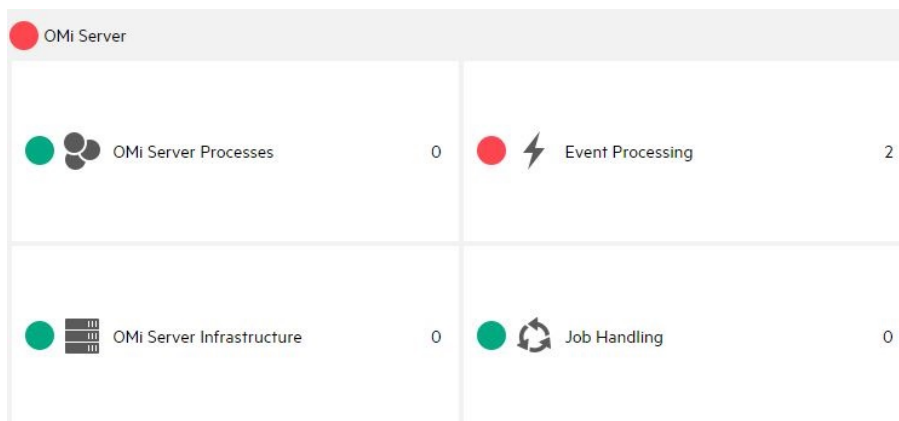 OMi Server
OMi Server Processes 0
Event Processing 2
OMi Server Infrastructure 0
Job Handling 0